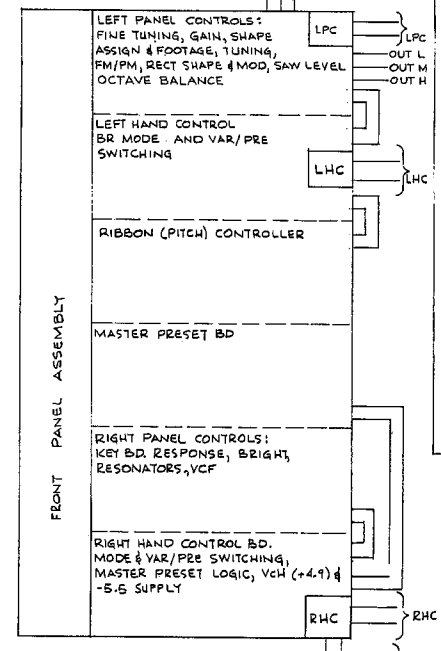 LEFT PANEL CONTROLS:
FINE TUNING, GAIN, SHAPE
ASSIGN & FOOTAGE, TUNING,
FM/PM, RECT SHAPE & MOD, SAW LEVEL
OCTAVE BALANCE
LPC
LPC
OUT L
OUT M
OUT H
LEFT HAND CONTROL
BR MODE AND VAR/PRE
SWITCHING
LHC
LHC
RIBBON (PITCH) CONTROLLER
MASTER PRESET BD
FRONT PANEL ASSEMBLY
RIGHT PANEL CONTROLS:
KEY BD. RESPONSE, BRIGHT,
RESONATORS, VCF
RIGHT HAND CONTROL BD.
MODE & VAR/PRE SWITCHING,
MASTER PRESET LOGIC, VCH (+4.9) &
-5.5 SUPPLY
RHC
RHC